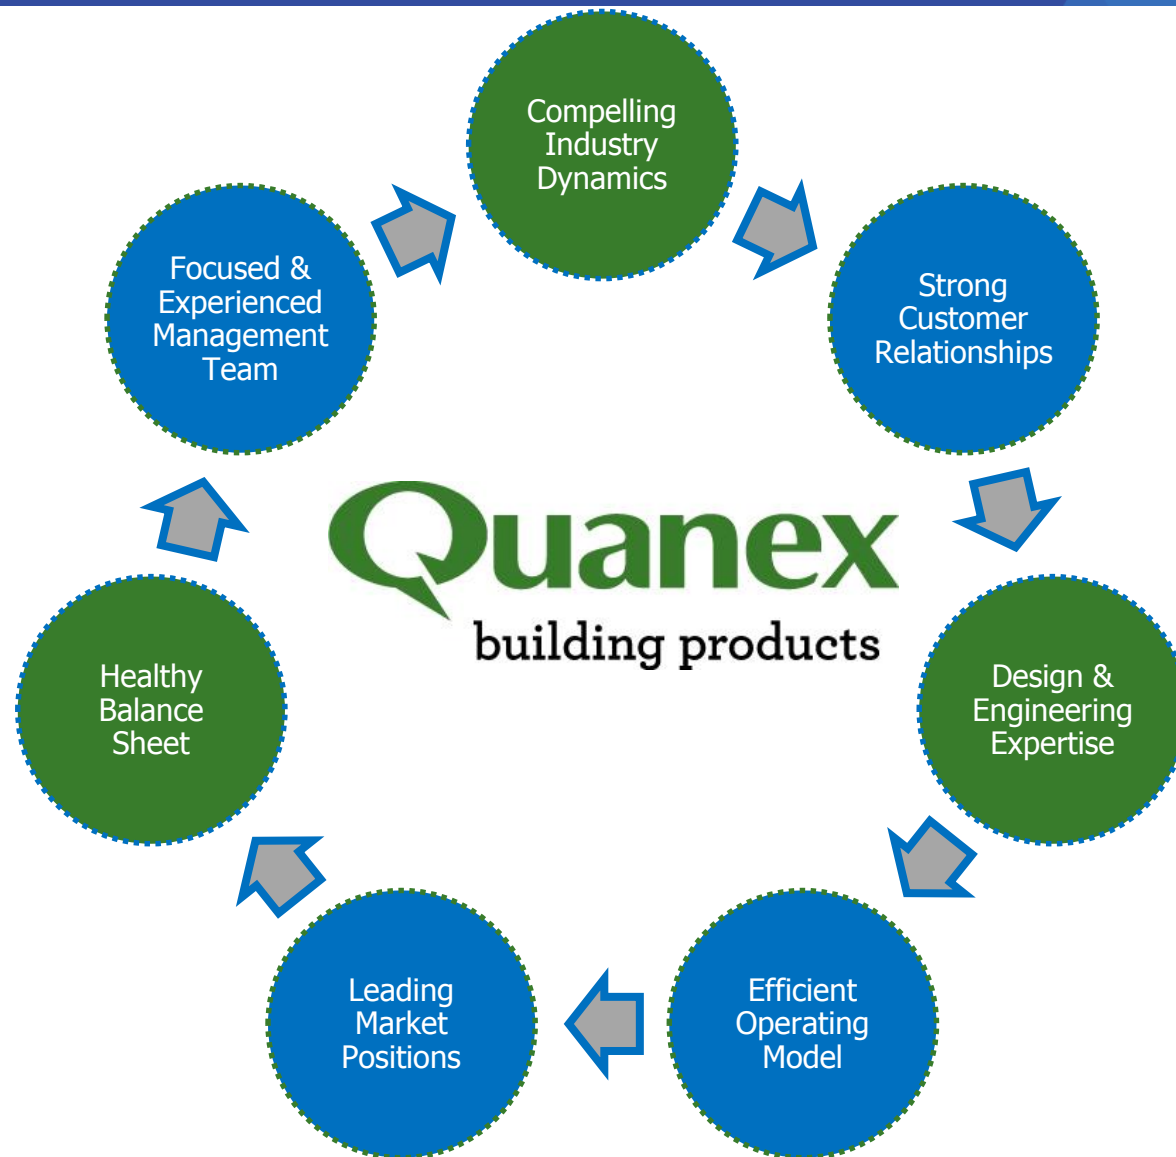 Compelling
Industry
Dynamics
Strong
Customer
Relationships
Design &
Engineering
Expertise
Efficient
Operating
Model
Leading
Market
Positions
Healthy
Balance
Sheet
Focused &
Experienced
Management
Team
Quanex
building products